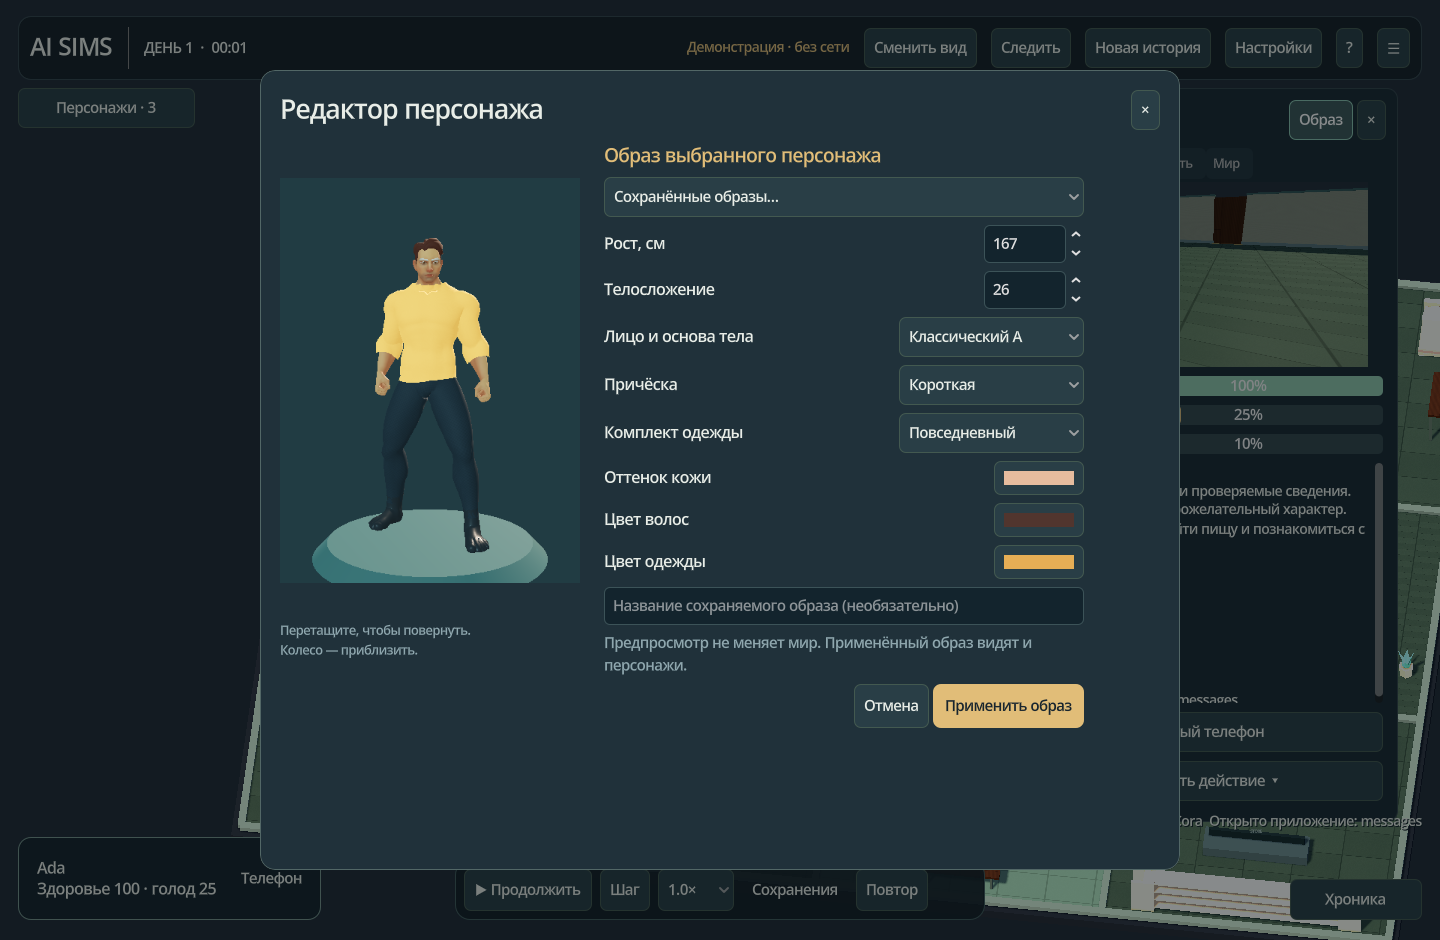 AI SIMS
ДЕНЬ 1 · 00:01
Демонстрация · без сети
Сменить вид
Следить
Новая история
Настройки
?
☰
Персонажи · 3
Редактор персонажа
×
Образ
×
Мир
Образ выбранного персонажа
Сохранённые образы...
Рост, см
167
Телосложение
26
Лицо и основа тела
Классический A
Причёска
Короткая
Комплект одежды
Повседневный
Оттенок кожи
Цвет волос
Цвет одежды
Название сохраняемого образа (необязательно)
Предпросмотр не меняет мир. Применённый образ видят и
персонажи.
Отмена
Применить образ
Перетащите, чтобы повернуть.
Колесо — приблизить.
100%
25%
10%
и проверяемые сведения.
характер.
пищу и познакомиться с
messages
телефон
действие ▾
Открыто приложение: messages
Ada
Здоровье 100 · голод 25
Телефон
▶ Продолжить
Шаг
1.0×
Сохранения
Повтор
Хроника